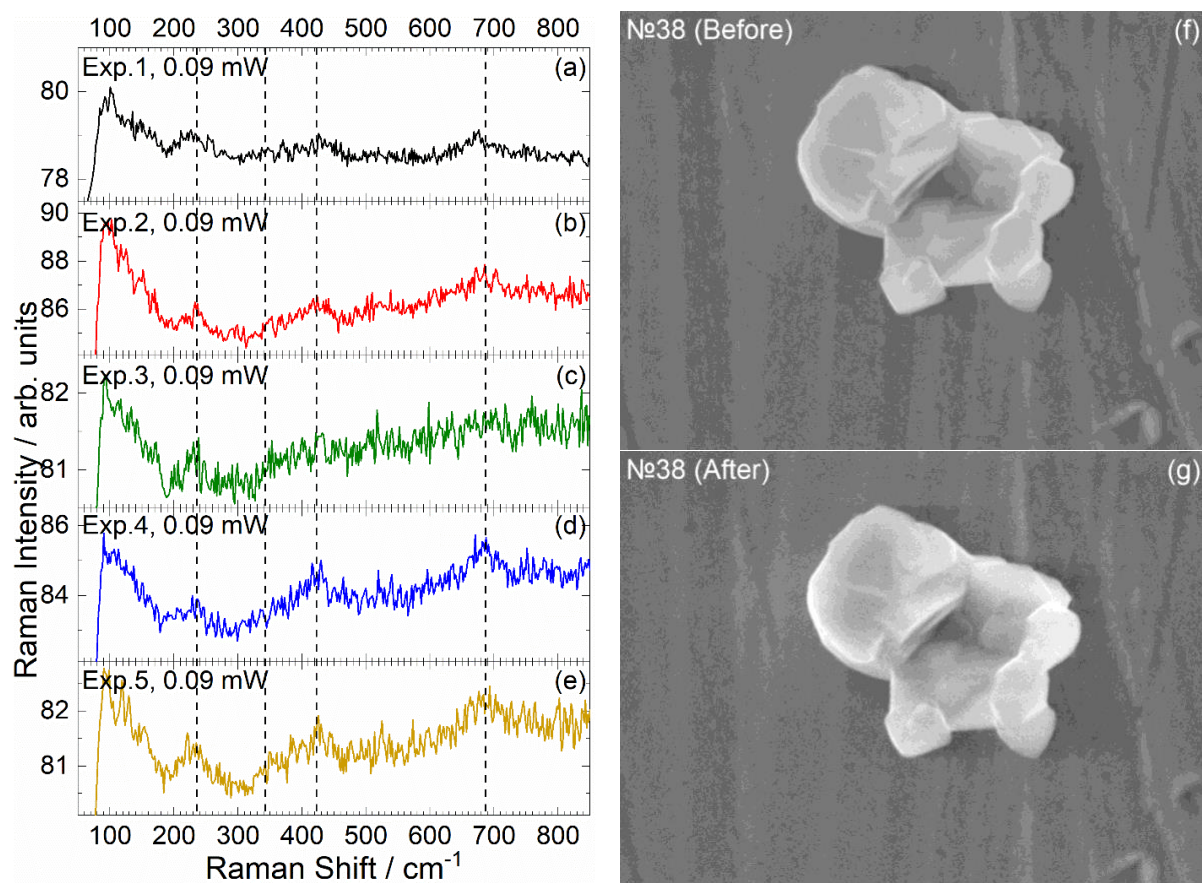 100 200 300 400 500 600 700 800
Exp.1, 0.09 mW (a)
80
78
90
Exp.2, 0.09 mW (b)
88
86
Exp.3, 0.09 mW (c)
82
81
86
Exp.4, 0.09 mW (d)
84
Exp.5, 0.09 mW (e)
82
81
100 200 300 400 500 600 700 800
Raman Shift / cm⁻¹
Raman Intensity / arb. units
№38 (Before) (f)
№38 (After) (g)